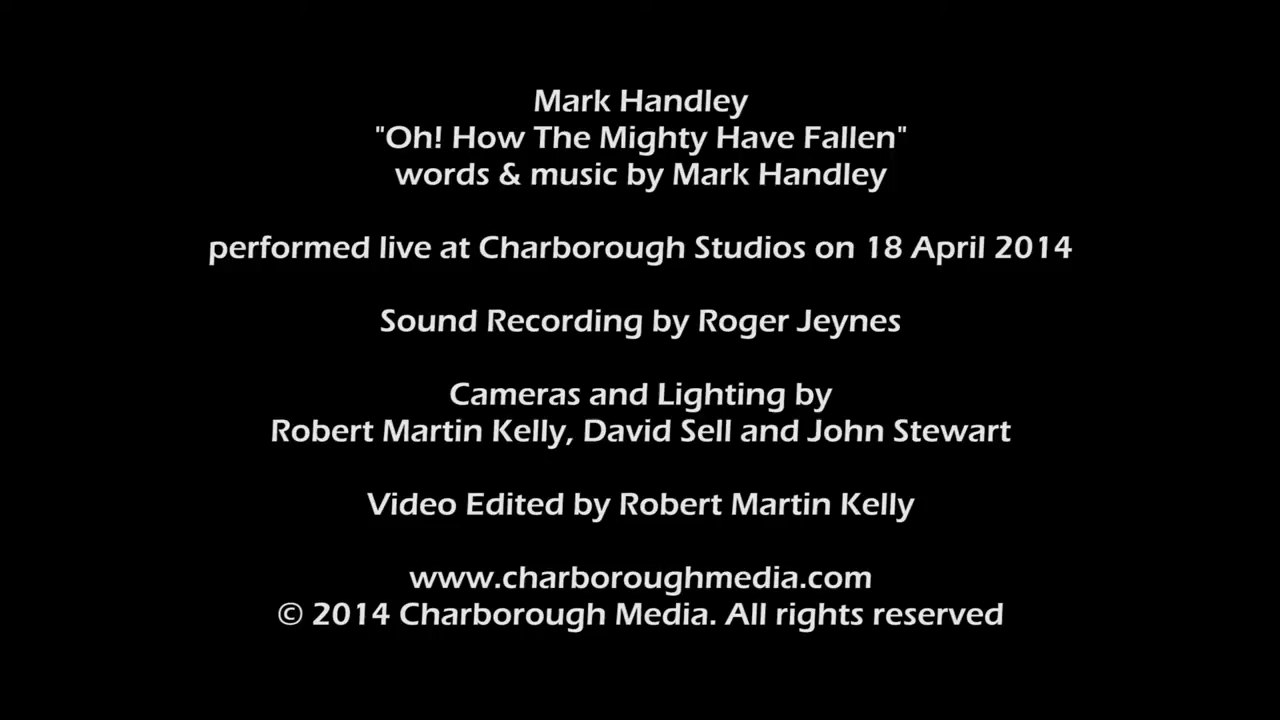 Mark Handley
"Oh! How The Mighty Have Fallen"
words & music by Mark Handley
performed live at Charborough Studios on 18 April 2014
Sound Recording by Roger Jeynes
Cameras and Lighting by
Robert Martin Kelly, David Sell and John Stewart
Video Edited by Robert Martin Kelly
www.charboroughmedia.com
© 2014 Charborough Media. All rights reserved